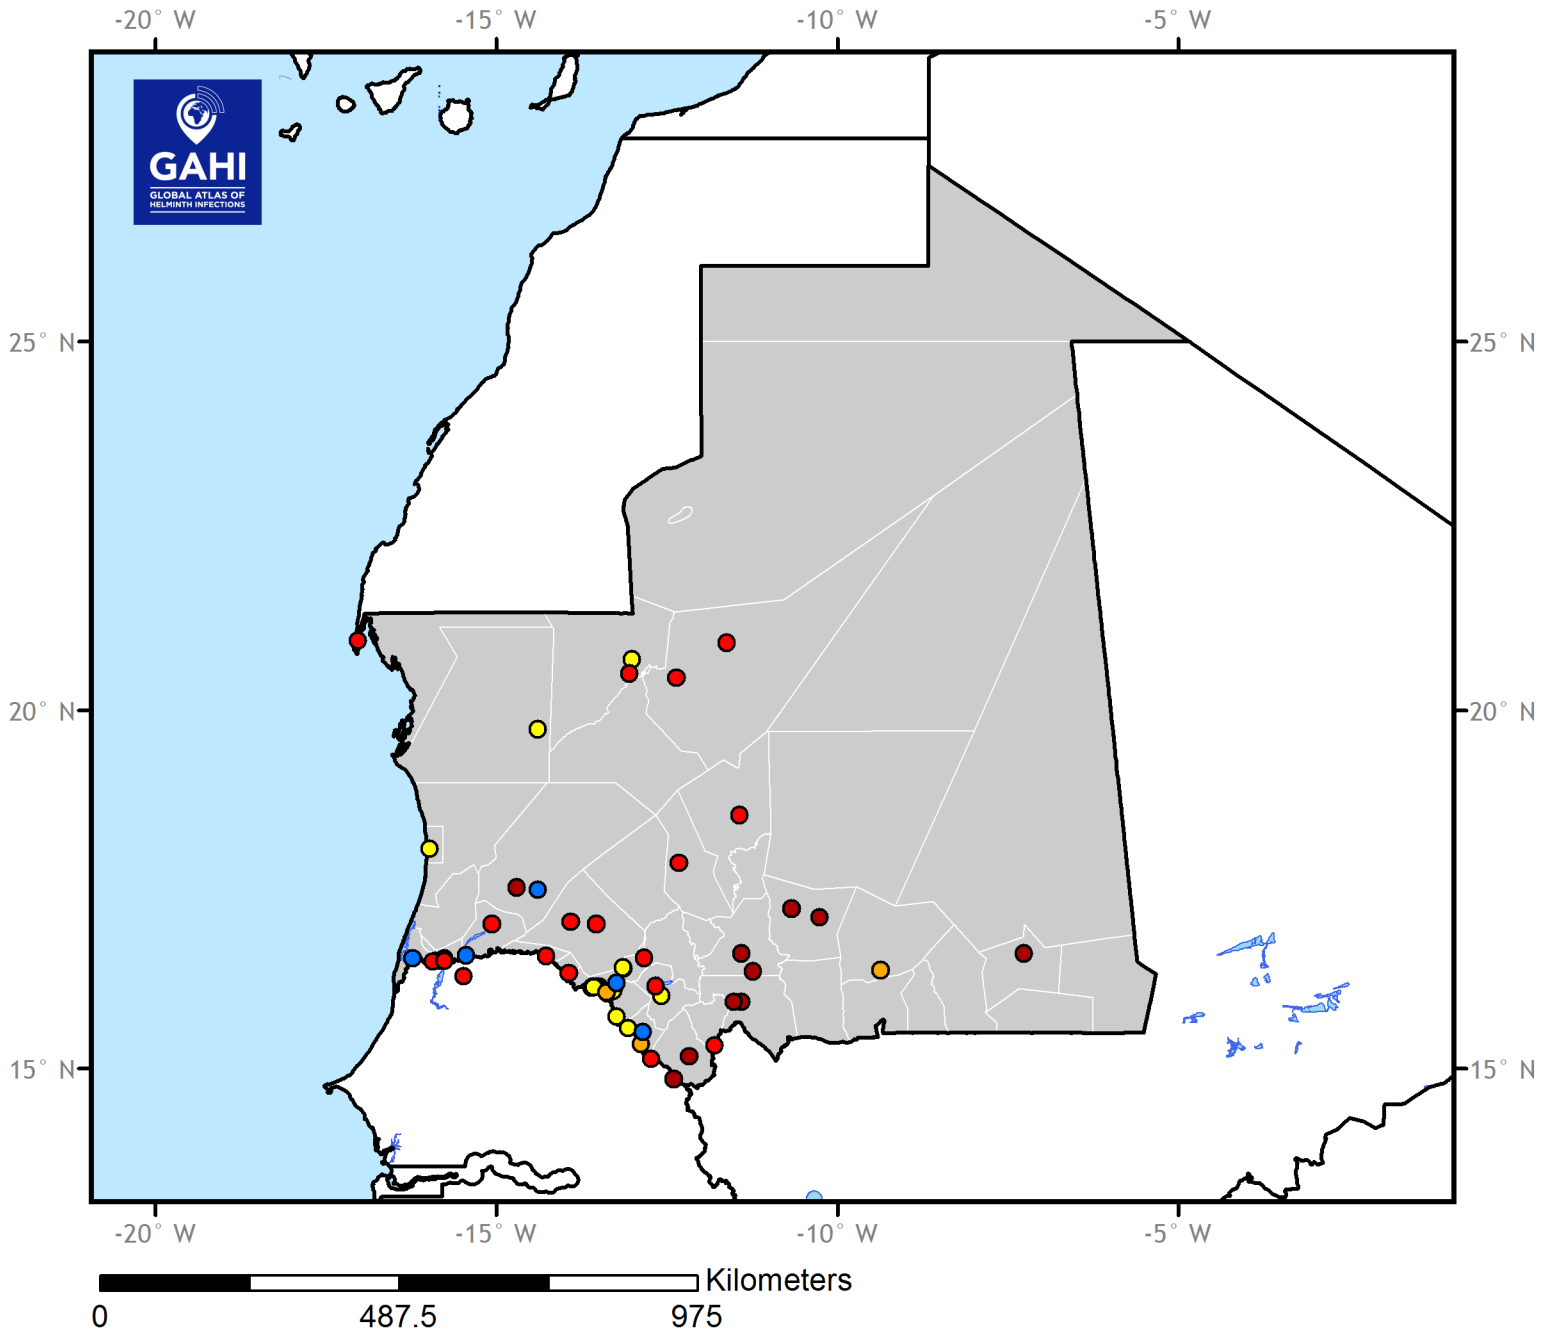 -20° W -15° W -10° W -5° W
GAHI
GLOBAL ATLAS OF
HELMINTH INFECTIONS
25° N 25° N
20° N 20° N
15° N 15° N
-20° W -15° W -10° W -5° W
Kilometers
0 487.5 975